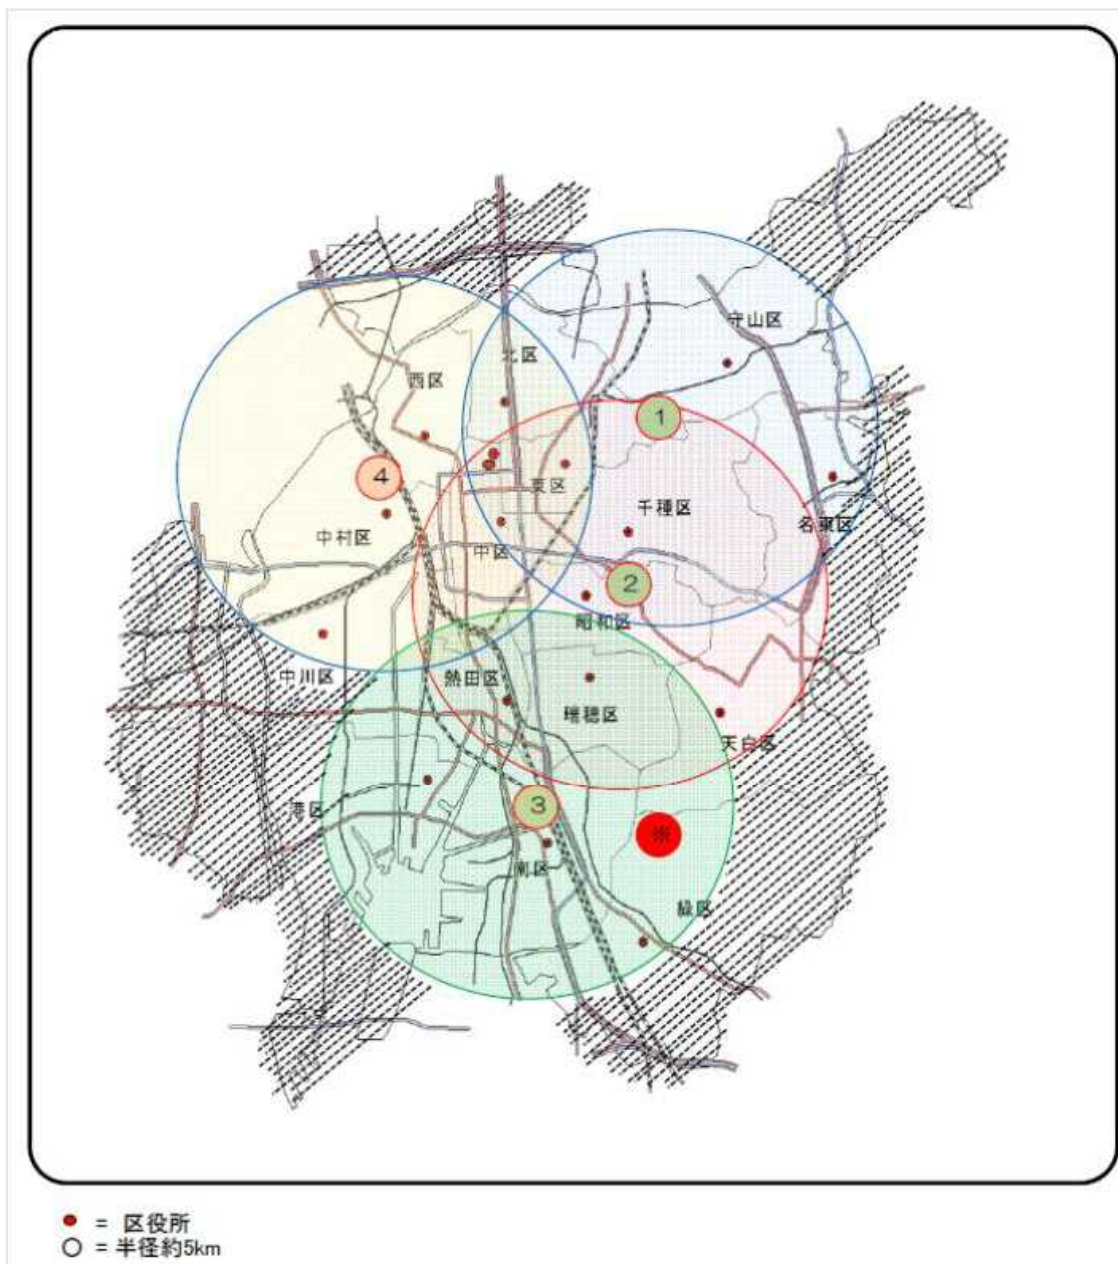 守山区
北区
西区
1
4
東区
千種区
名東区
中村区
中区
2
昭和区
中川区
熱田区
瑞穂区
天白区
港区
3
※
南区
緑区
= 区役所
= 半径約5km